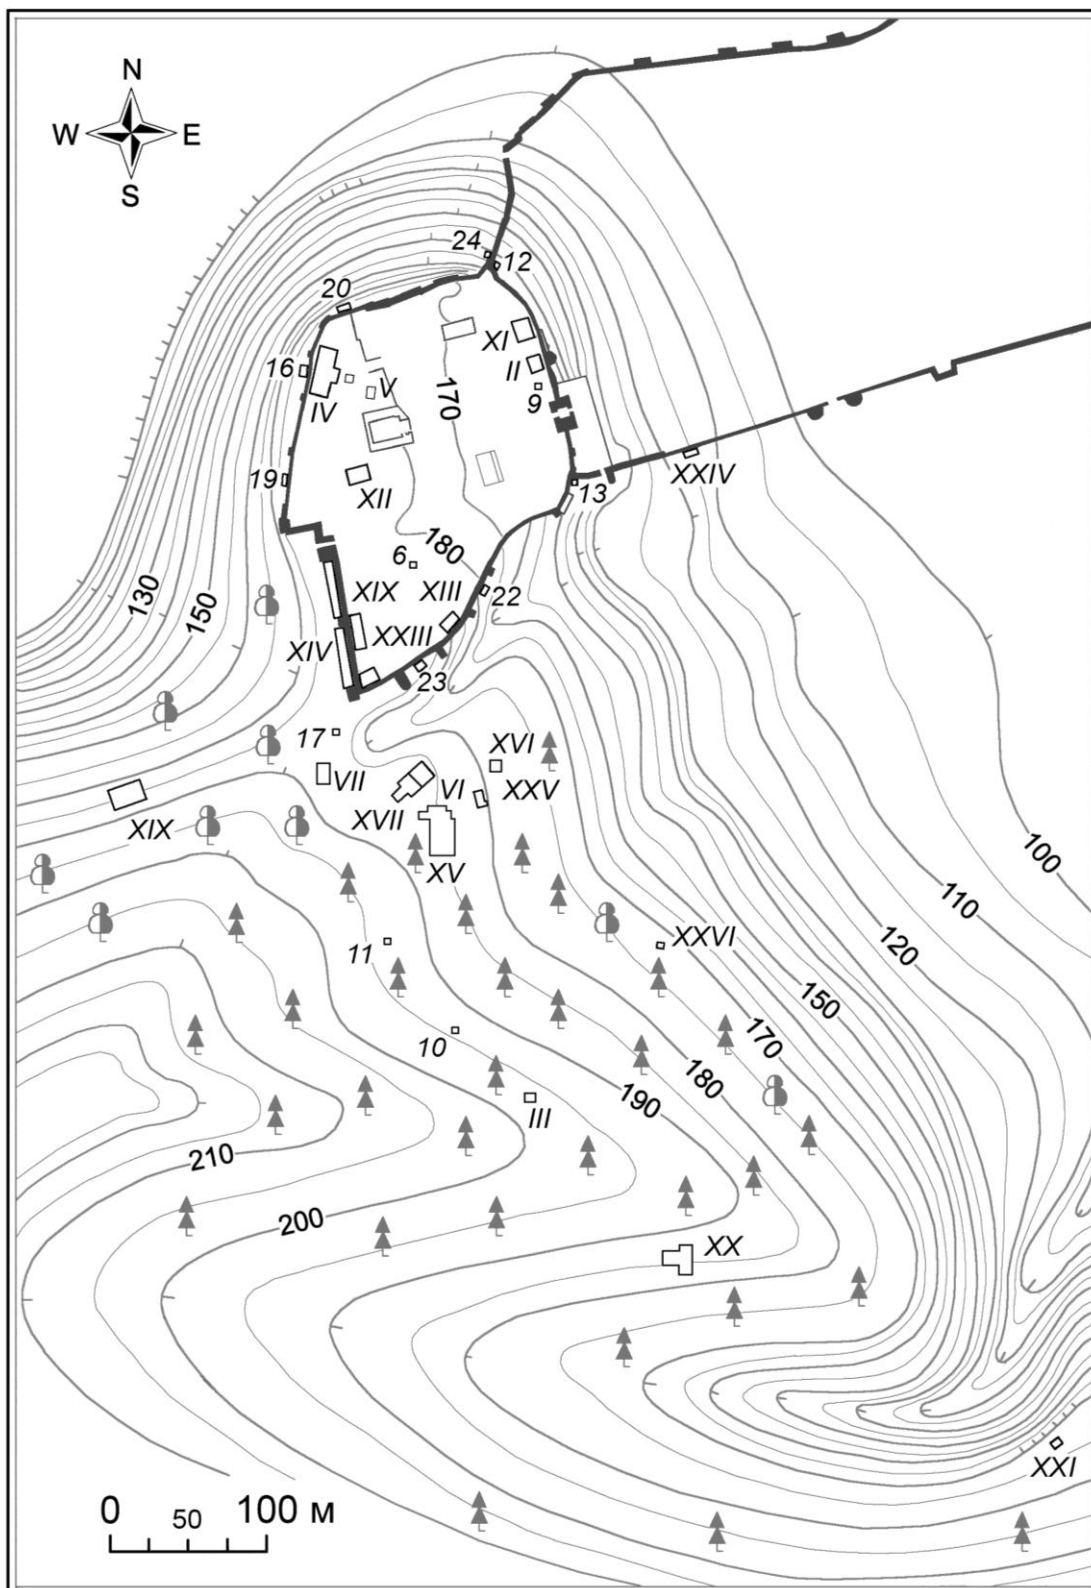 N
W E
S
24
12
20
XI
16
II
V
9
IV
170
XXIV
19
13
XII
6
180
22
XIX
XIII
130
150
XXIII
XIV
23
17
XVI
VII
VI
XXV
XVII
XIX
XV
100
110
XXVI
120
11
150
170
10
180
190
III
210
200
XX
XXI
0 50 100 м